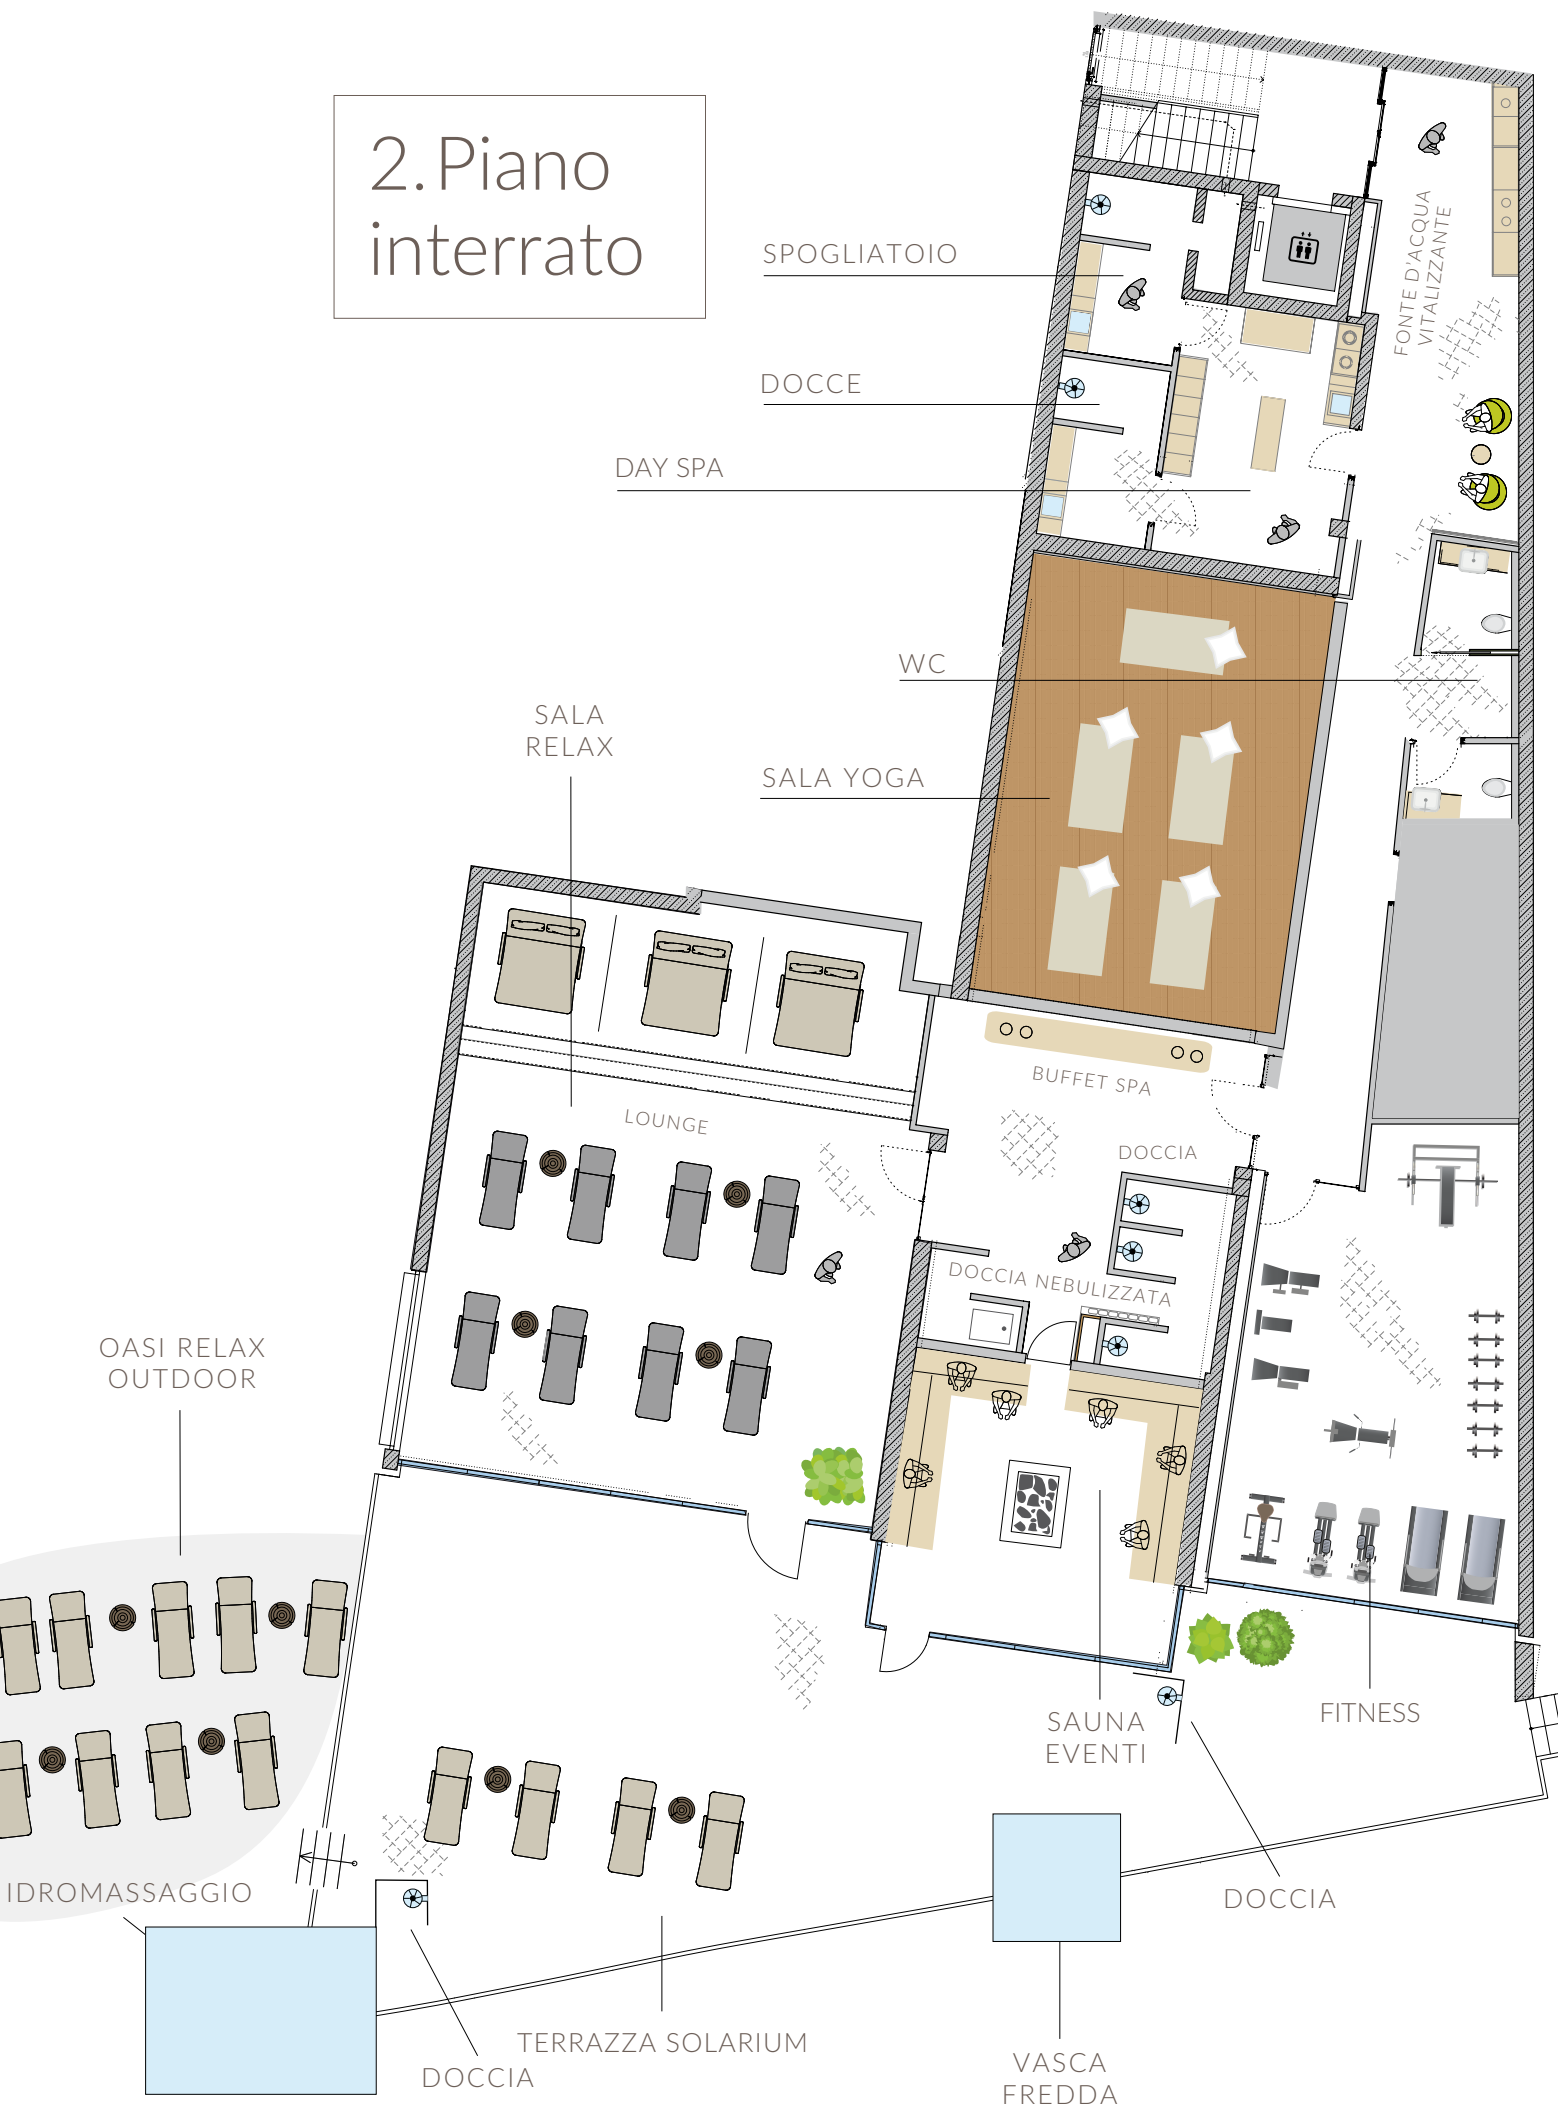 2. Piano
interrato
SPOGLIATOIO
FONTE D'ACQUA
VITALIZZANTE
DOCCE
DAY SPA
WC
SALA
RELAX
SALA YOGA
BUFFET SPA
LOUNGE
DOCCIA
DOCCIA NEBULIZZATA
OASI RELAX
OUTDOOR
FITNESS
SAUNA
EVENTI
IDROMASSAGGIO
DOCCIA
TERRAZZA SOLARIUM
DOCCIA
VASCA
FREDDA